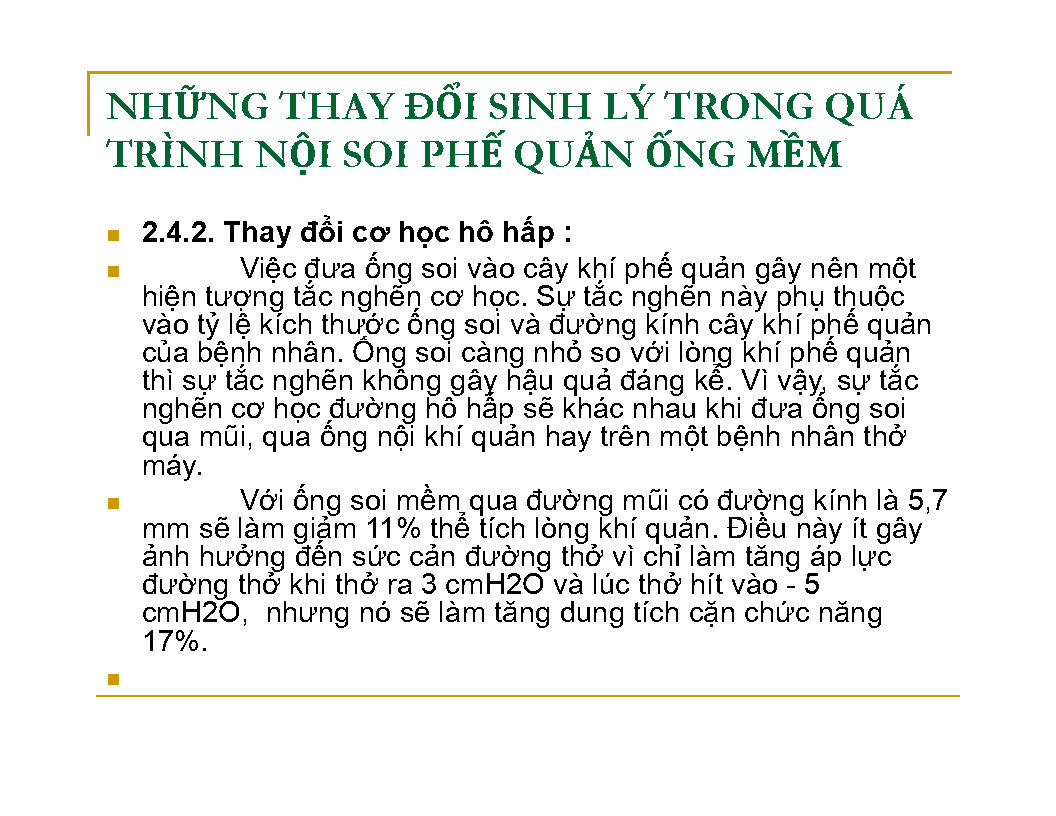 NHỮNG THAY ĐỔI SINH LÝ TRONG QUÁ
TRÌNH NỘI SOI PHẾ QUẢN ỐNG MỀM
2.4.2. Thay đổi cơ học hô hấp :
Việc đưa ống soi vào cây khí phế quản gây nên một
hiện tượng tắc nghẽn cơ học. Sự tắc nghẽn này phụ thuộc
vào tỷ lệ kích thước ống soi và đường kính cây khí phế quản
của bệnh nhân. Ống soi càng nhỏ so với lòng khí phế quản
thì sự tắc nghẽn không gây hậu quả đáng kể. Vì vậy, sự tắc
nghẽn cơ học đường hô hấp sẽ khác nhau khi đưa ống soi
qua mũi, qua ống nội khí quản hay trên một bệnh nhân thở
máy.
Với ống soi mềm qua đường mũi có đường kính là 5,7
mm sẽ làm giảm 11% thể tích lòng khí quản. Điều này ít gây
ảnh hưởng đến sức cản đường thở vì chỉ làm tăng áp lực
đường thở khi thở ra 3 cmH2O và lúc thở hít vào - 5
cmH2O,  nhưng nó sẽ làm tăng dung tích cặn chức năng
17%.